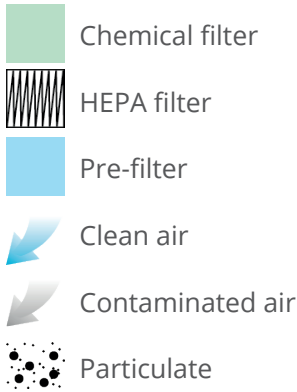 Chemical filter
HEPA filter
Pre-filter
Clean air
Contaminated air
Particulate